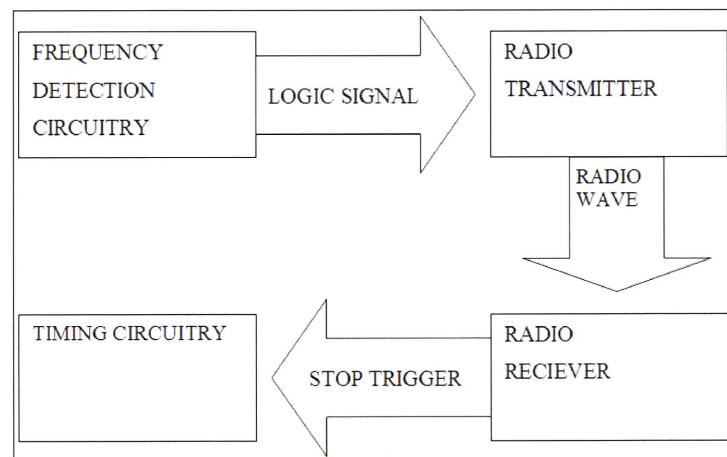 FREQUENCY
DETECTION
CIRCUITRY
LOGIC SIGNAL
RADIO
TRANSMITTER
RADIO
WAVE
TIMING CIRCUITRY
STOP TRIGGER
RADIO
RECIEVER